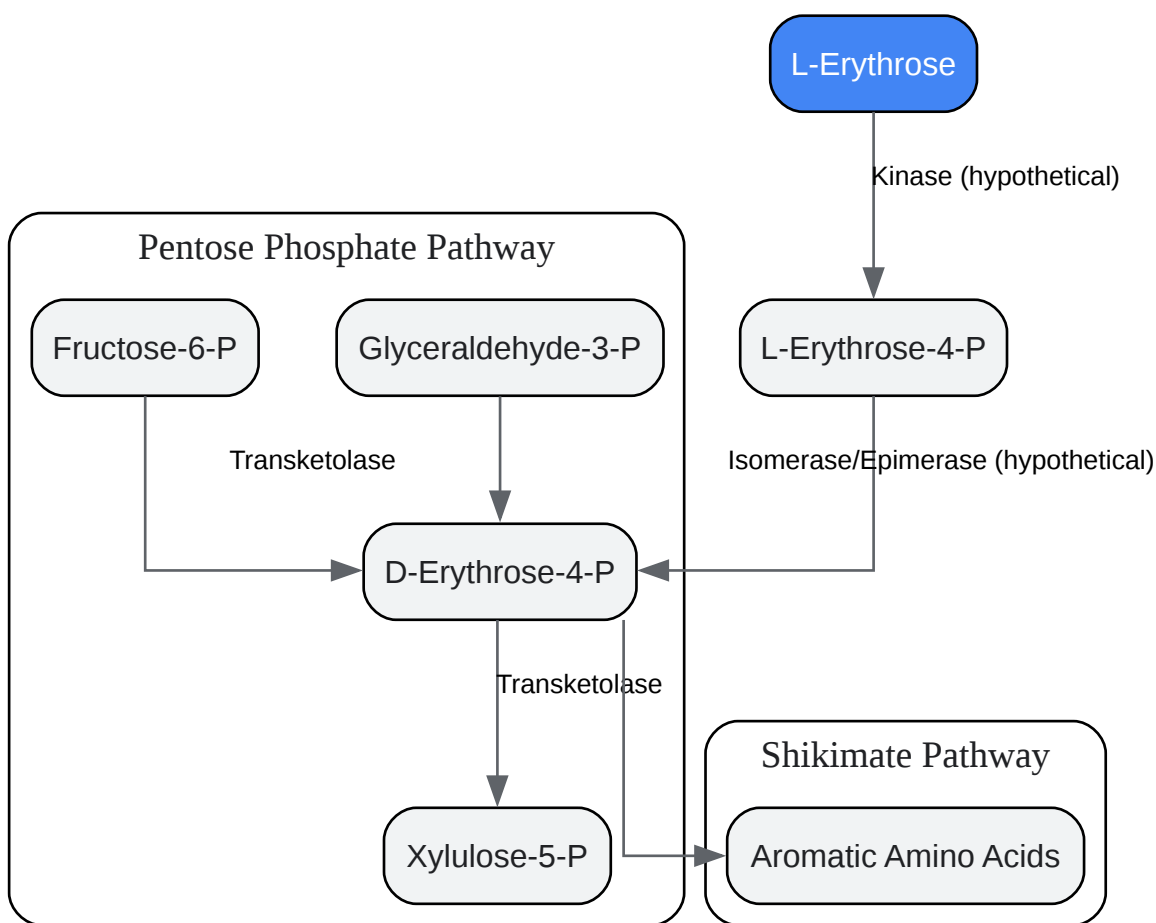 L-Erythrose
Kinase (hypothetical)
Pentose Phosphate Pathway
Fructose-6-P
Glyceraldehyde-3-P
L-Erythrose-4-P
Transketolase
Isomerase/Epimerase (hypothetical)
D-Erythrose-4-P
Transketolase
Shikimate Pathway
Xylulose-5-P
Aromatic Amino Acids